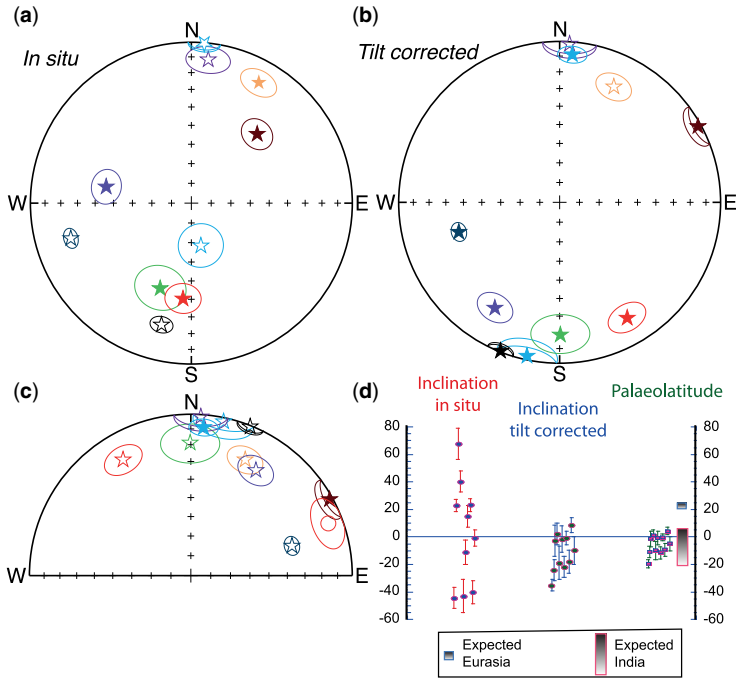 (a)
N
In situ
W
E
S
(b)
N
Tilt corrected
W
E
S
(c)
N
W
E
(d)
Inclination
in situ
Inclination
tilt corrected
Palaeolatitude
80
60
40
20
0
-20
-40
-60
80
60
40
20
0
-20
-40
-60
Expected
Eurasia
Expected
India